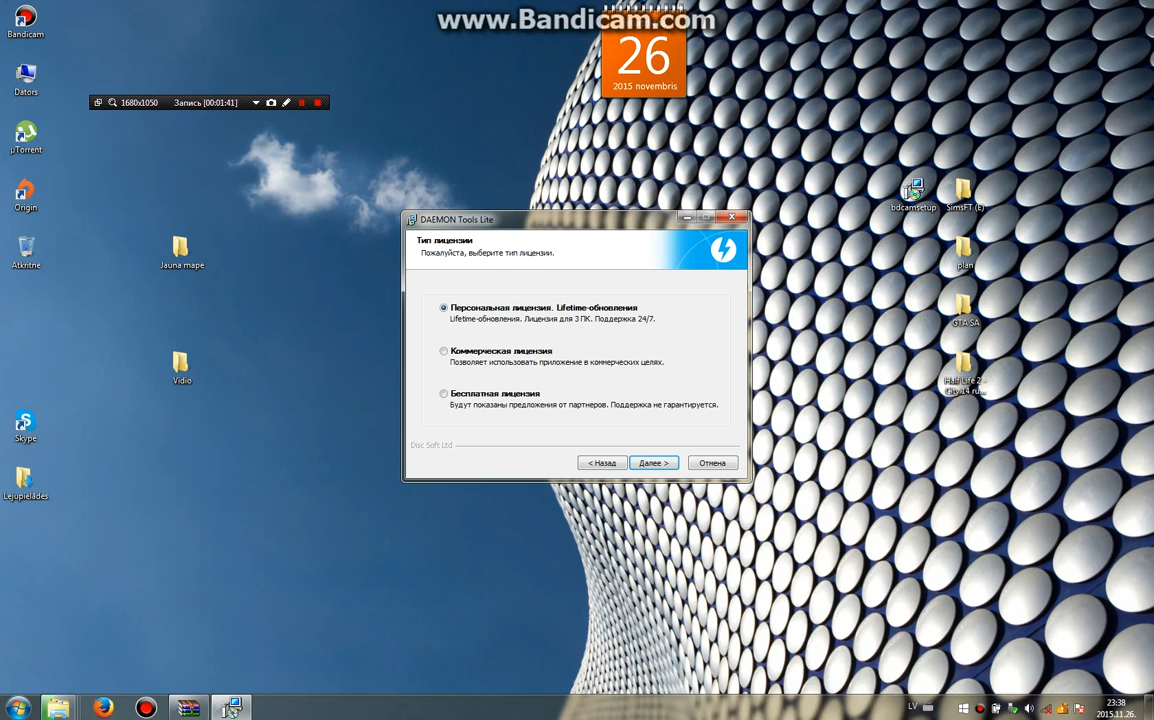 www.Bandicam.com
Bandicam
26
2015 novembris
Dators
1680x1050 Запись [00:01:41]
µTorrent
Origin
bdcamsetup
SimsFT (E)
DAEMON Tools Lite
Тип лицензии
Пожалуйста, выберите тип лицензии.
Atkritne
Jauna mape
plan
Персональная лицензия. Lifetime-обновления
Lifetime-обновления. Лицензия для 3 ПК. Поддержка 24/7.
GTA SA
Коммерческая лицензия
Позволяет использовать приложение в коммерческих целях.
Vidio
Half Life 2 -
City 14 ru...
Бесплатная лицензия
Будут показаны предложения от партнеров. Поддержка не гарантируется.
Skype
Disc Soft Ltd
< Назад
Далее >
Отмена
Lejupielādes
LV
23:38
2015.11.26.